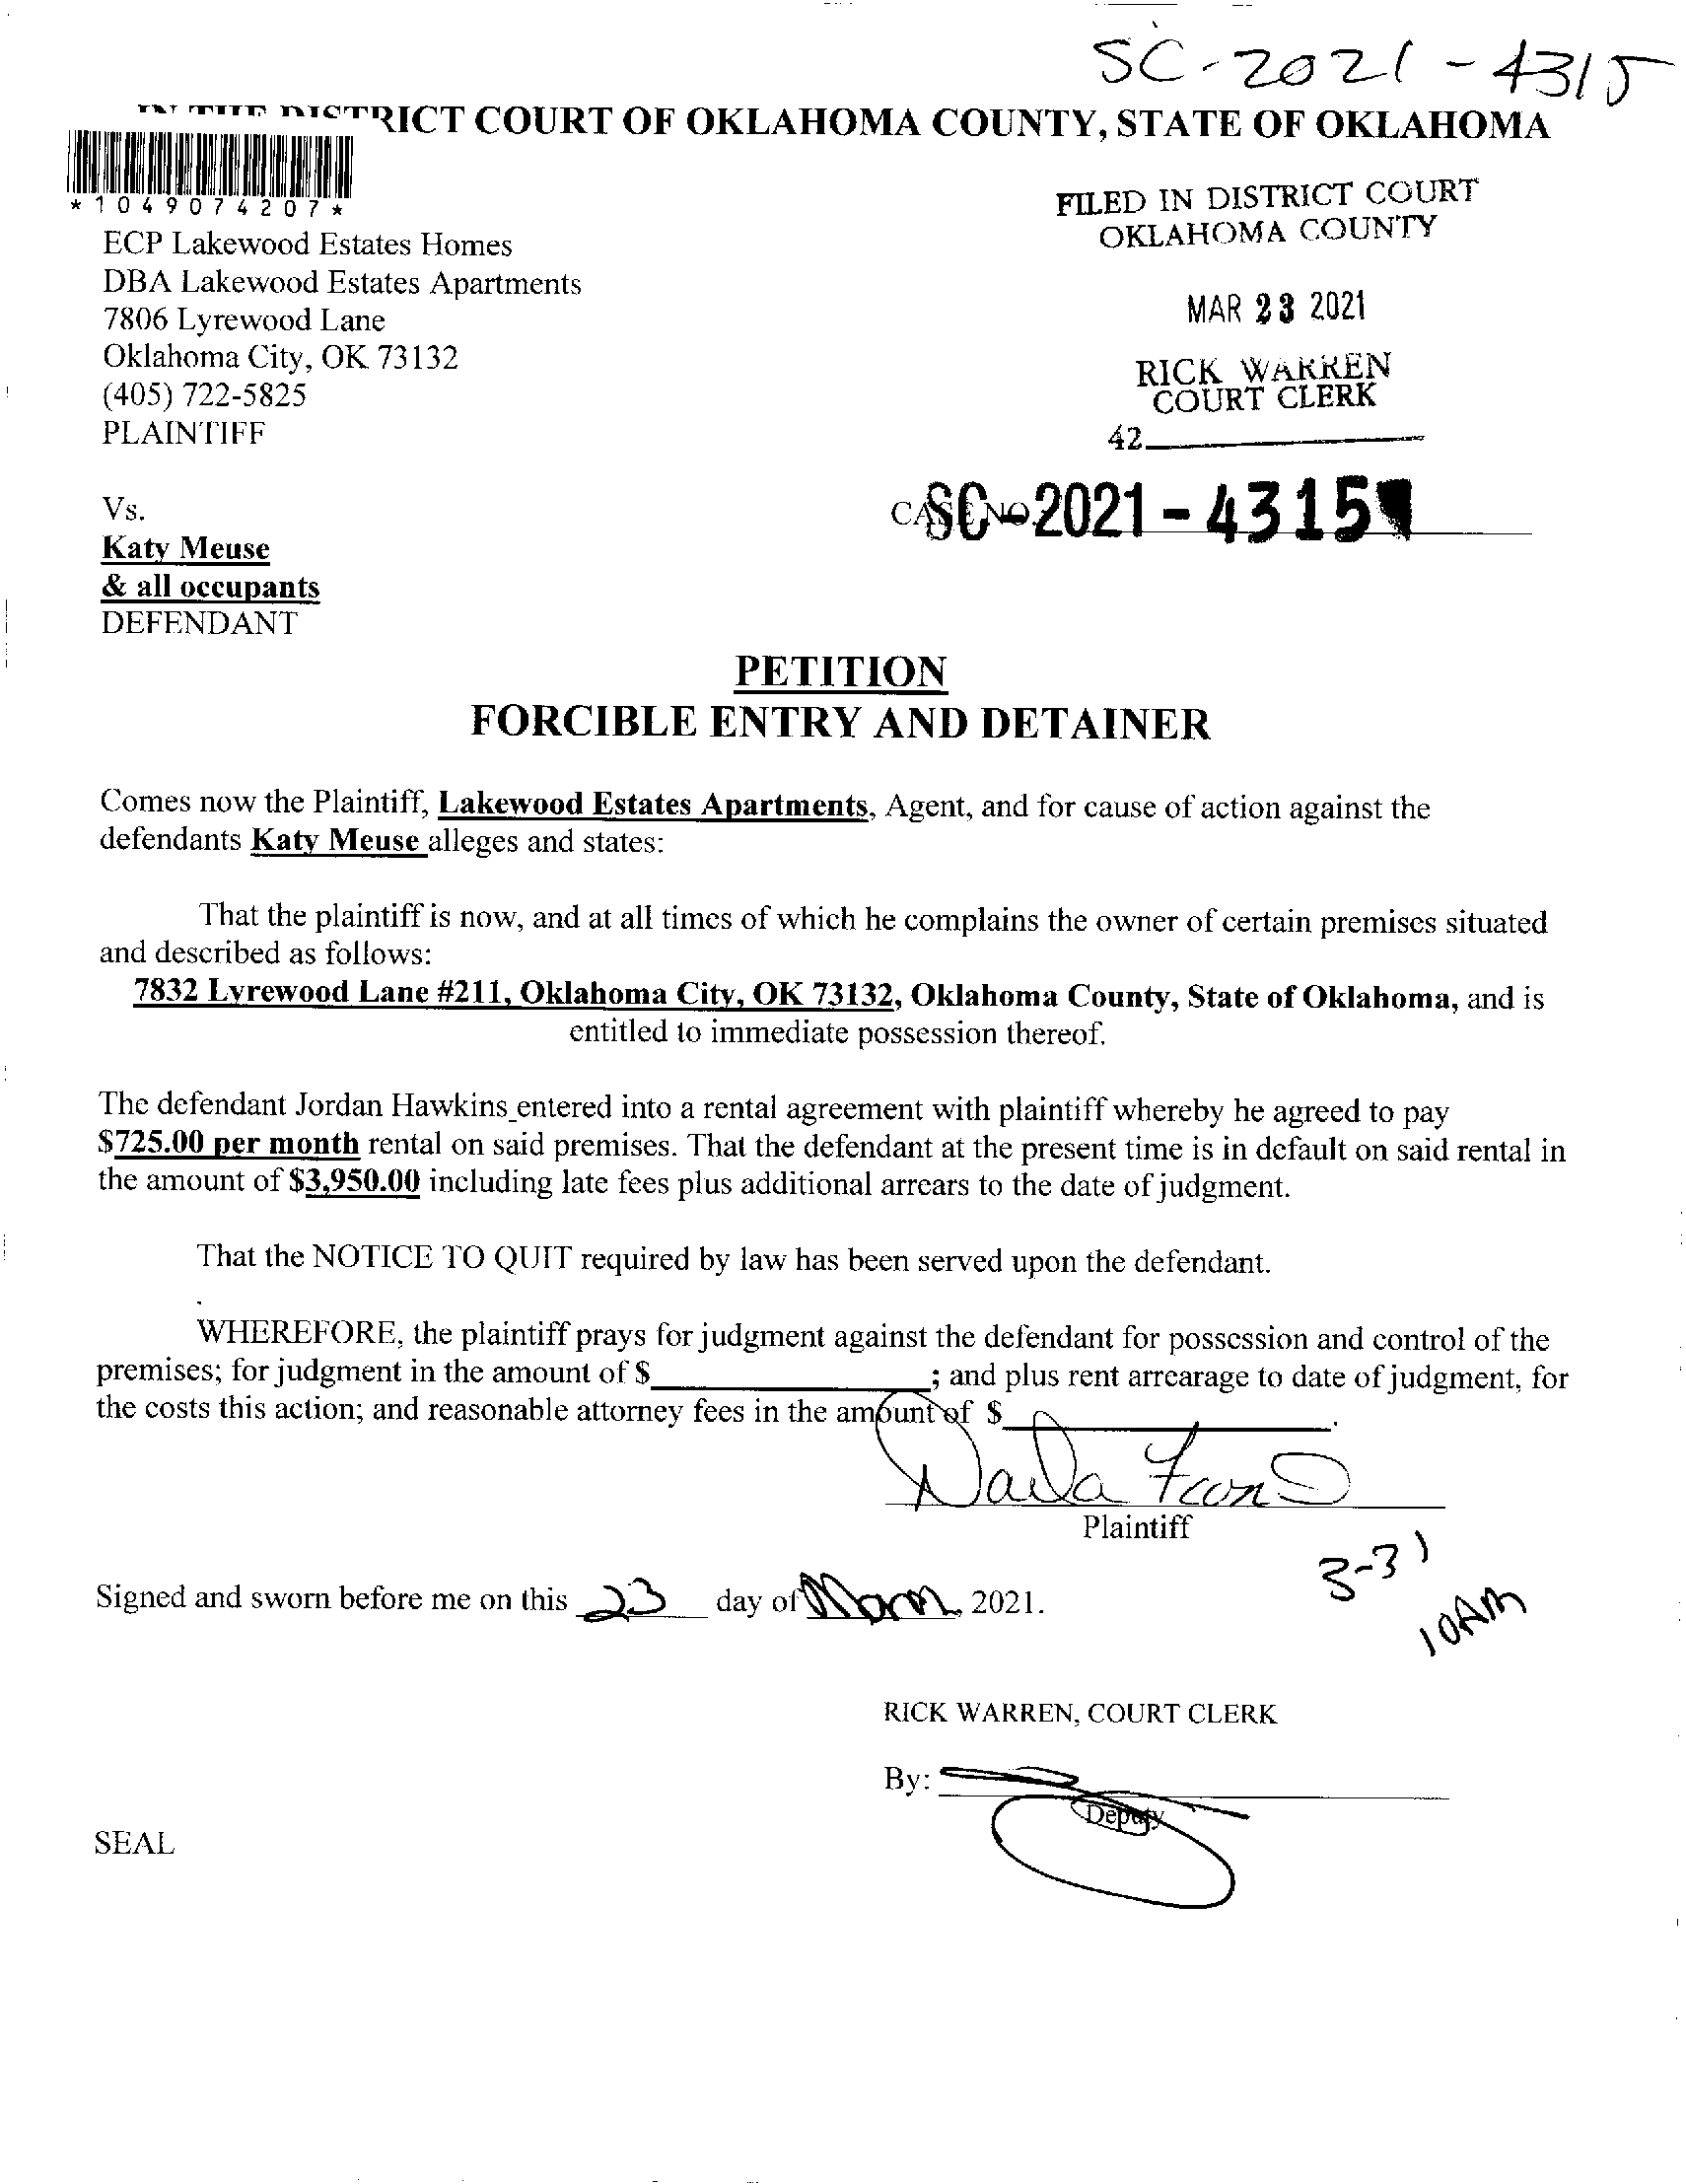 SC-2021-4315
DISTRICT COURT OF OKLAHOMA COUNTY, STATE OF OKLAHOMA
*1049074207*
FILED IN DISTRICT COURT
OKLAHOMA COUNTY
MAR 23 2021
RICK WARREN
COURT CLERK
42
ECP Lakewood Estates Homes
DBA Lakewood Estates Apartments
7806 Lyrewood Lane
Oklahoma City, OK 73132
(405) 722-5825
PLAINTIFF
CASE NO. SC-2021-4315
Vs.
Katy Meuse
& all occupants
DEFENDANT
PETITION
FORCIBLE ENTRY AND DETAINER
Comes now the Plaintiff, Lakewood Estates Apartments, Agent, and for cause of action against the
defendants Katy Meuse alleges and states:
That the plaintiff is now, and at all times of which he complains the owner of certain premises situated
and described as follows:
7832 Lyrewood Lane #211, Oklahoma City, OK 73132, Oklahoma County, State of Oklahoma, and is
entitled to immediate possession thereof.
The defendant Jordan Hawkins entered into a rental agreement with plaintiff whereby he agreed to pay
$725.00 per month rental on said premises. That the defendant at the present time is in default on said rental in
the amount of $3,950.00 including late fees plus additional arrears to the date of judgment.
That the NOTICE TO QUIT required by law has been served upon the defendant.
WHEREFORE, the plaintiff prays for judgment against the defendant for possession and control of the
premises; for judgment in the amount of $ ; and plus rent arrearage to date of judgment, for
the costs this action; and reasonable attorney fees in the amount of $ .
Plaintiff
3-31
10AM
Signed and sworn before me on this 23 day of , 2021.
RICK WARREN, COURT CLERK
By:
Deputy
SEAL